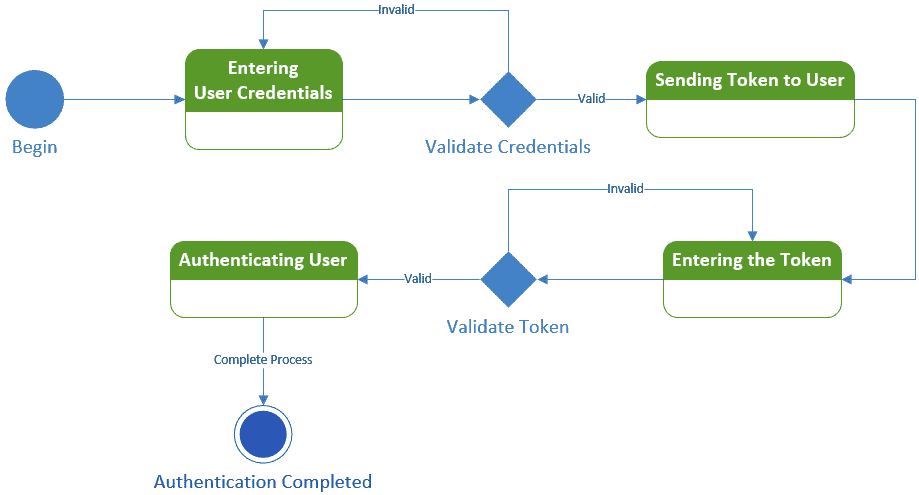 Invalid
Entering
User Credentials
Sending Token to User
Valid
Begin
Validate Credentials
Invalid
Authenticating User
Entering the Token
Valid
Validate Token
Complete Process
Authentication Completed